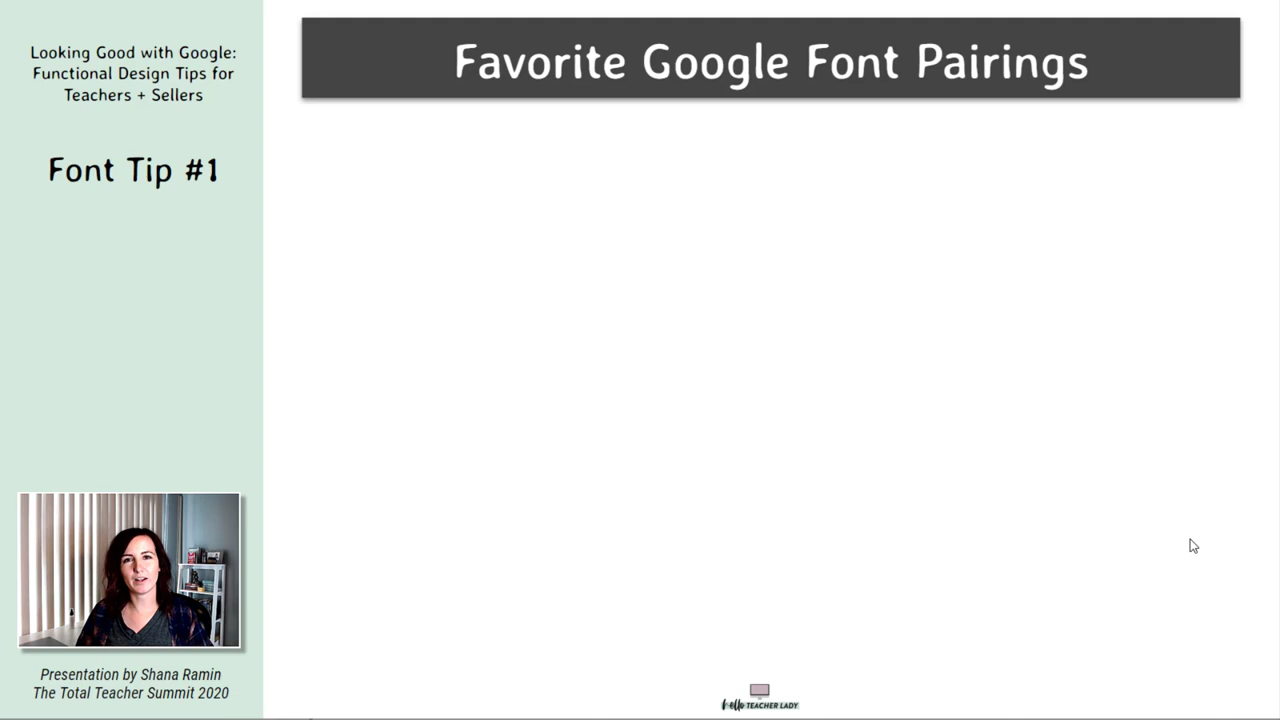 Looking Good with Google:
Functional Design Tips for
Teachers + Sellers
Font Tip #1
Favorite Google Font Pairings
Presentation by Shana Ramin
The Total Teacher Summit 2020
hello TEACHER LADY